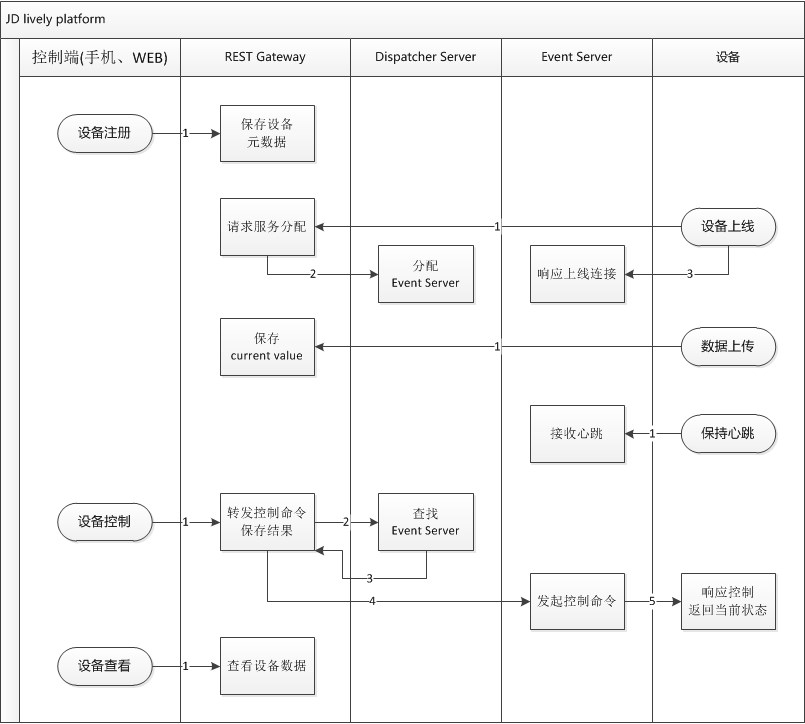 JD lively platform
控制端(手机、WEB)
REST Gateway
Dispatcher Server
Event Server
设备
设备注册
1
保存设备
元数据
请求服务分配
1
设备上线
2
分配
Event Server
响应上线连接
3
保存
current value
1
数据上传
接收心跳
1
保持心跳
设备控制
1
转发控制命令
保存结果
2
查找
Event Server
3
4
发起控制命令
5
响应控制
返回当前状态
设备查看
1
查看设备数据